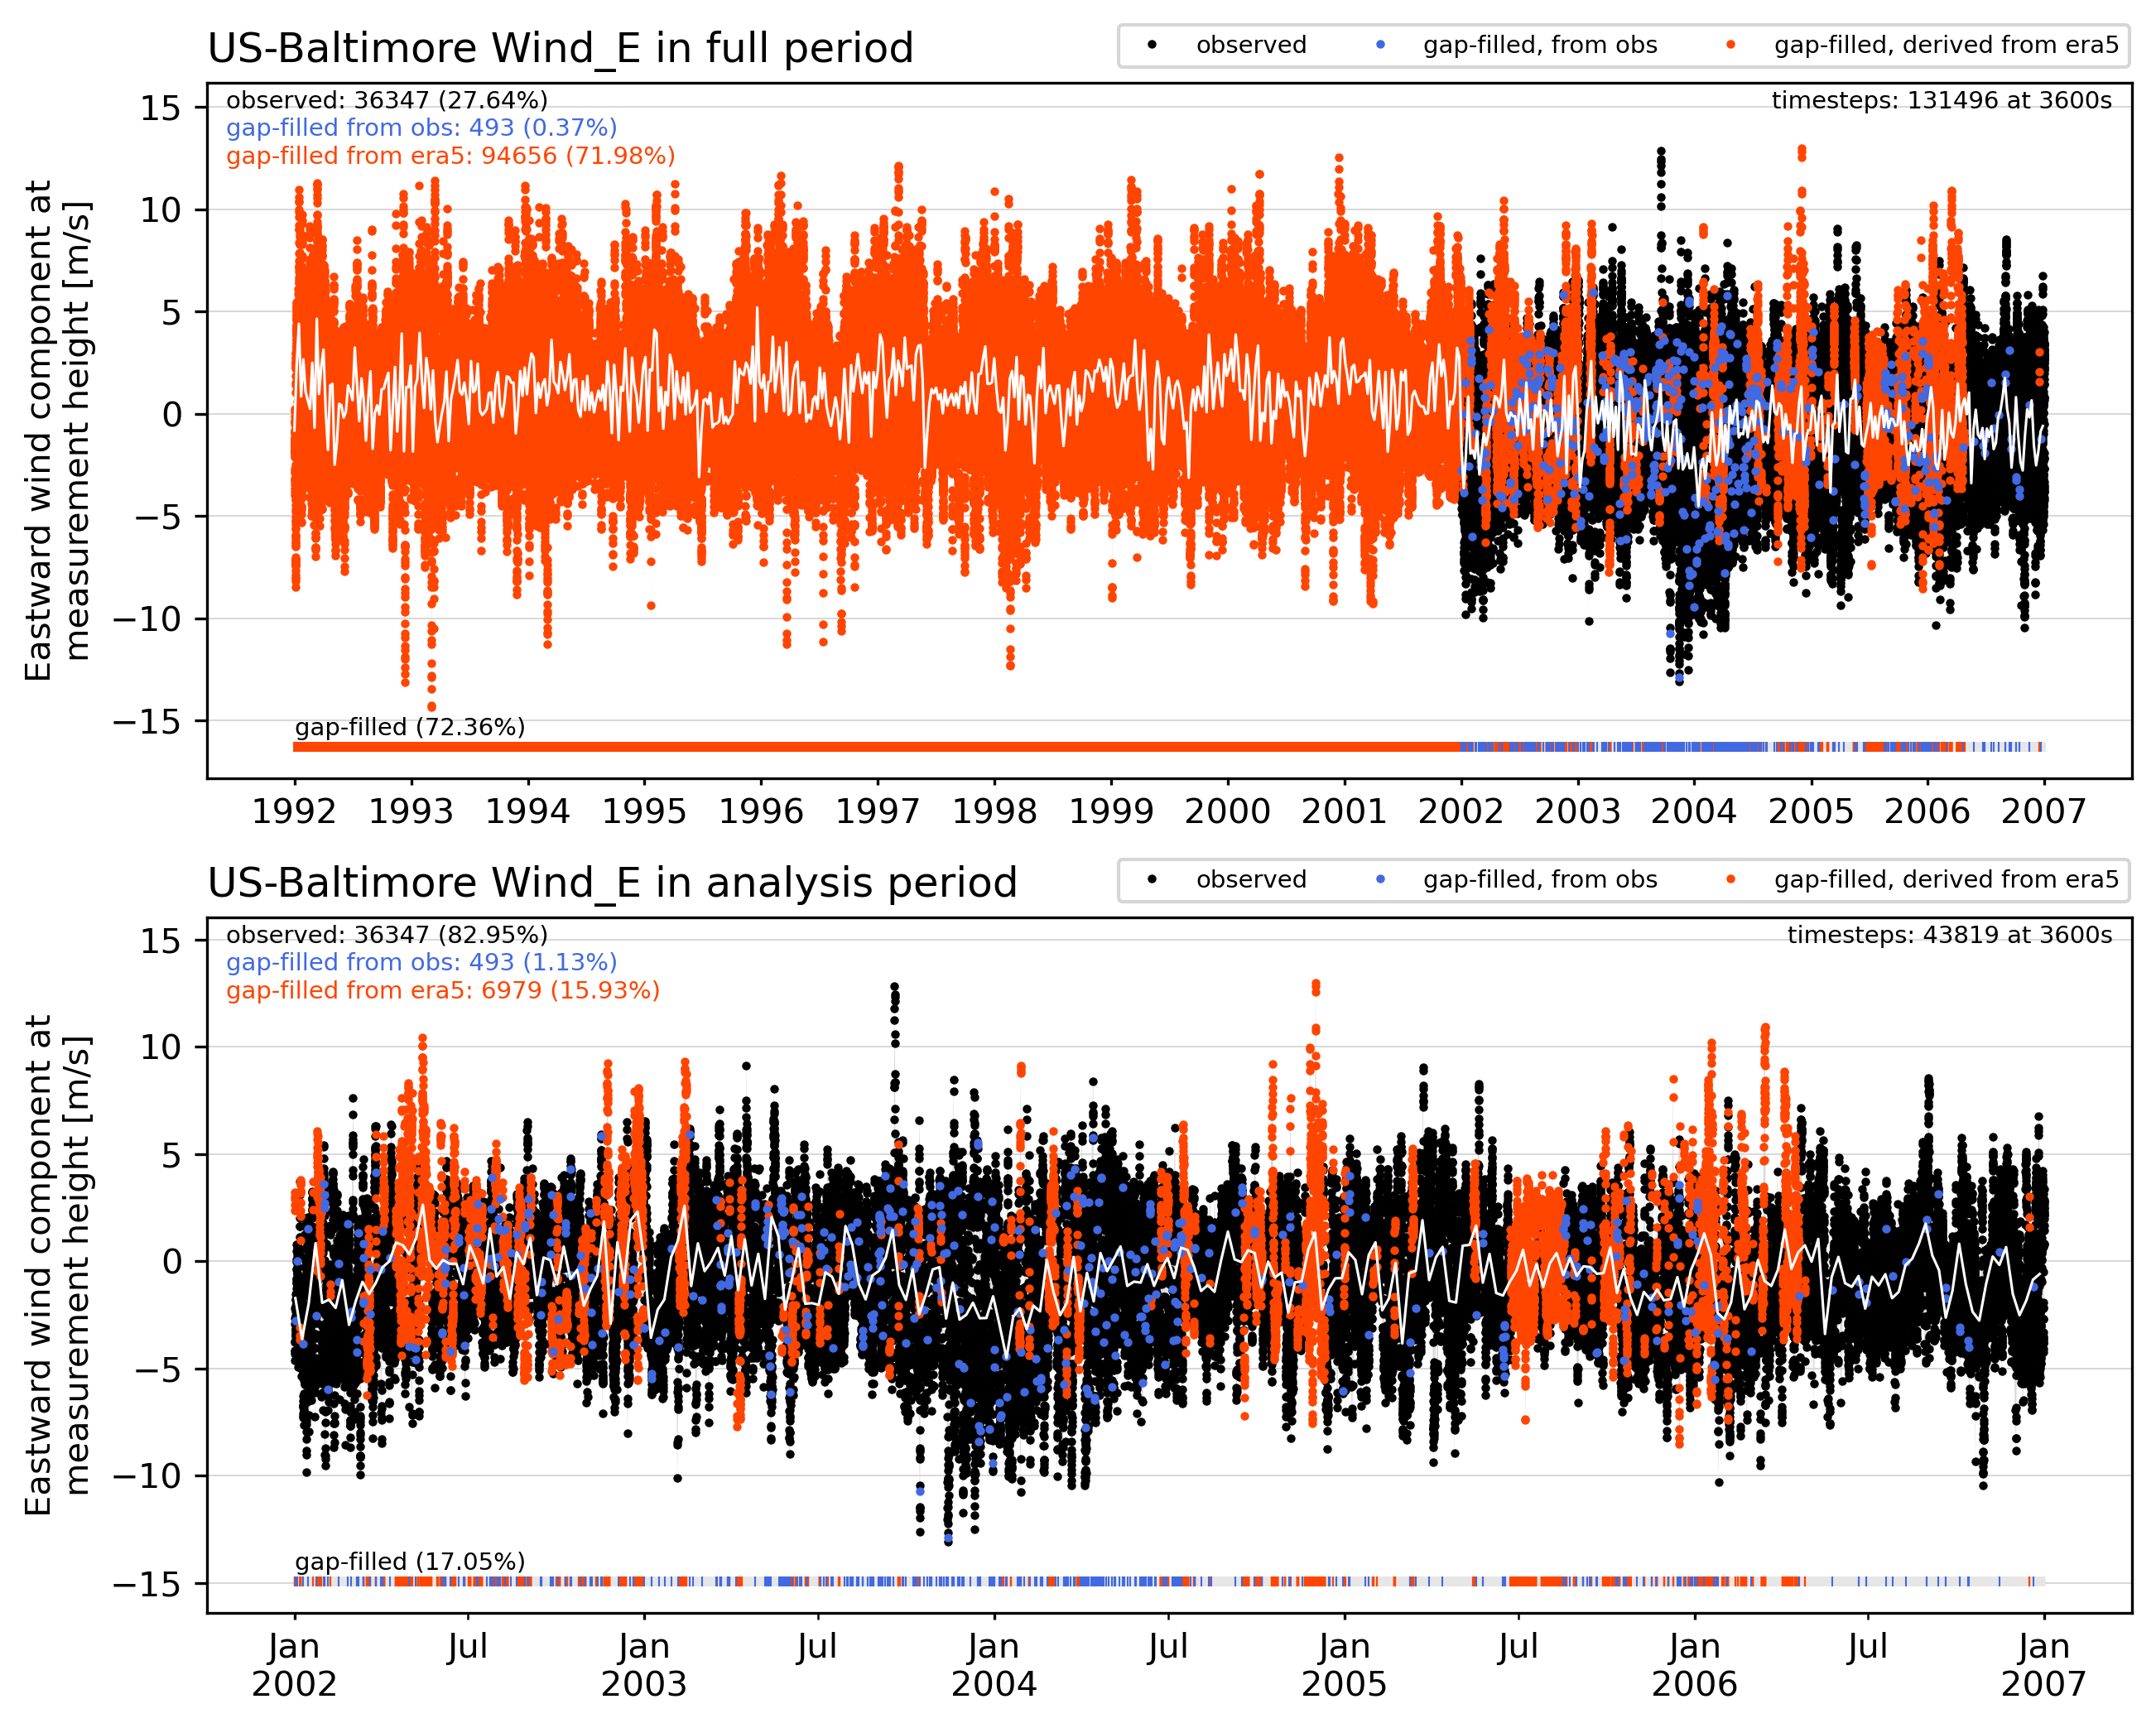 US-Baltimore Wind_E in full period
observed
gap-filled, from obs
gap-filled, derived from era5
observed: 36347 (27.64%)
gap-filled from obs: 493 (0.37%)
gap-filled from era5: 94656 (71.98%)
timesteps: 131496 at 3600s
Eastward wind component at
measurement height [m/s]
15
10
5
0
−5
−10
−15
gap-filled (72.36%)
1992 1993 1994 1995 1996 1997 1998 1999 2000 2001 2002 2003 2004 2005 2006 2007
US-Baltimore Wind_E in analysis period
observed
gap-filled, from obs
gap-filled, derived from era5
observed: 36347 (82.95%)
gap-filled from obs: 493 (1.13%)
gap-filled from era5: 6979 (15.93%)
timesteps: 43819 at 3600s
Eastward wind component at
measurement height [m/s]
15
10
5
0
−5
−10
−15
gap-filled (17.05%)
Jan Jul Jan Jul Jan Jul Jan Jul Jan Jul Jan
2002 2003 2004 2005 2006 2007